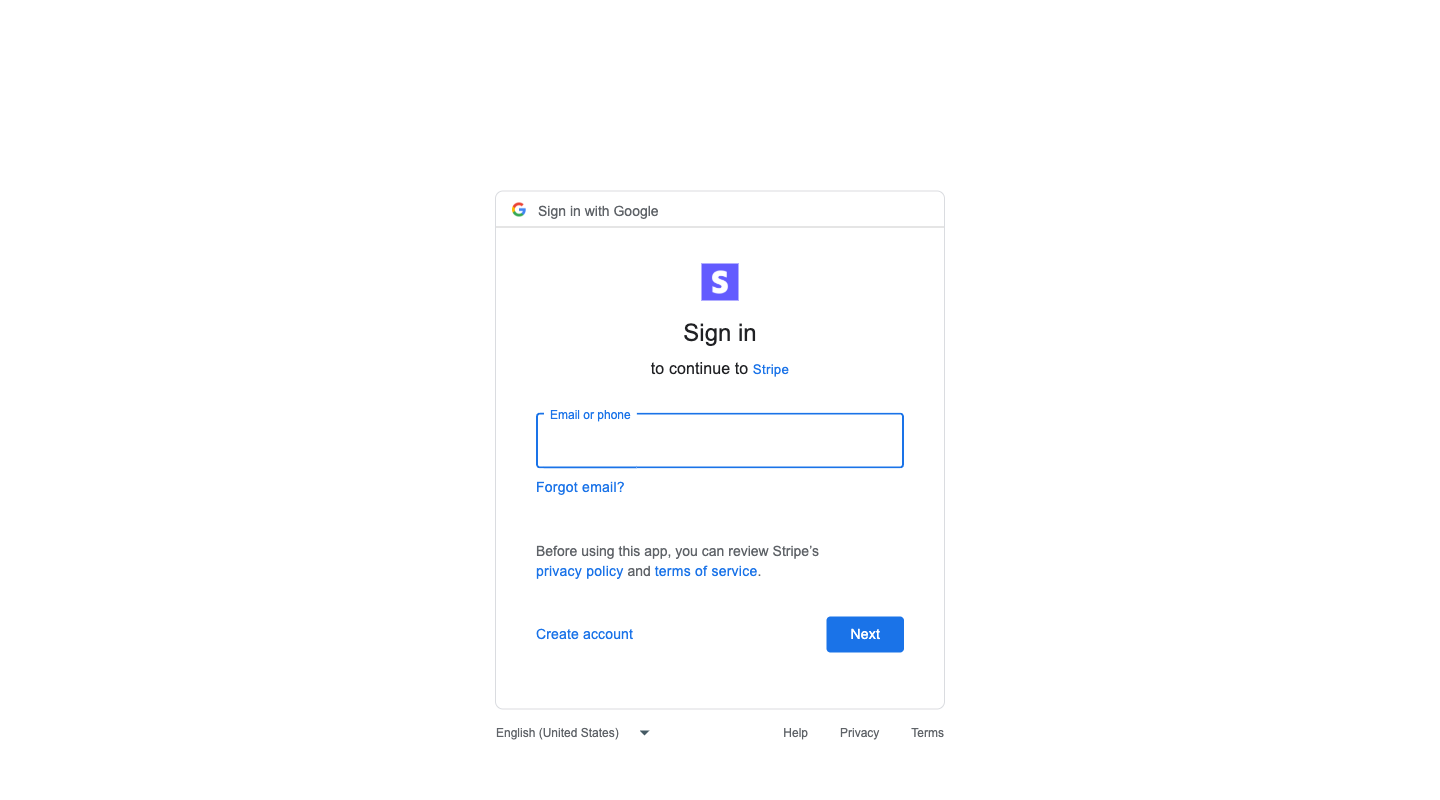 Sign in with Google
S
Sign in
to continue to Stripe
Email or phone
Forgot email?
Before using this app, you can review Stripe’s
privacy policy and terms of service.
Create account
Next
English (United States)
Help
Privacy
Terms